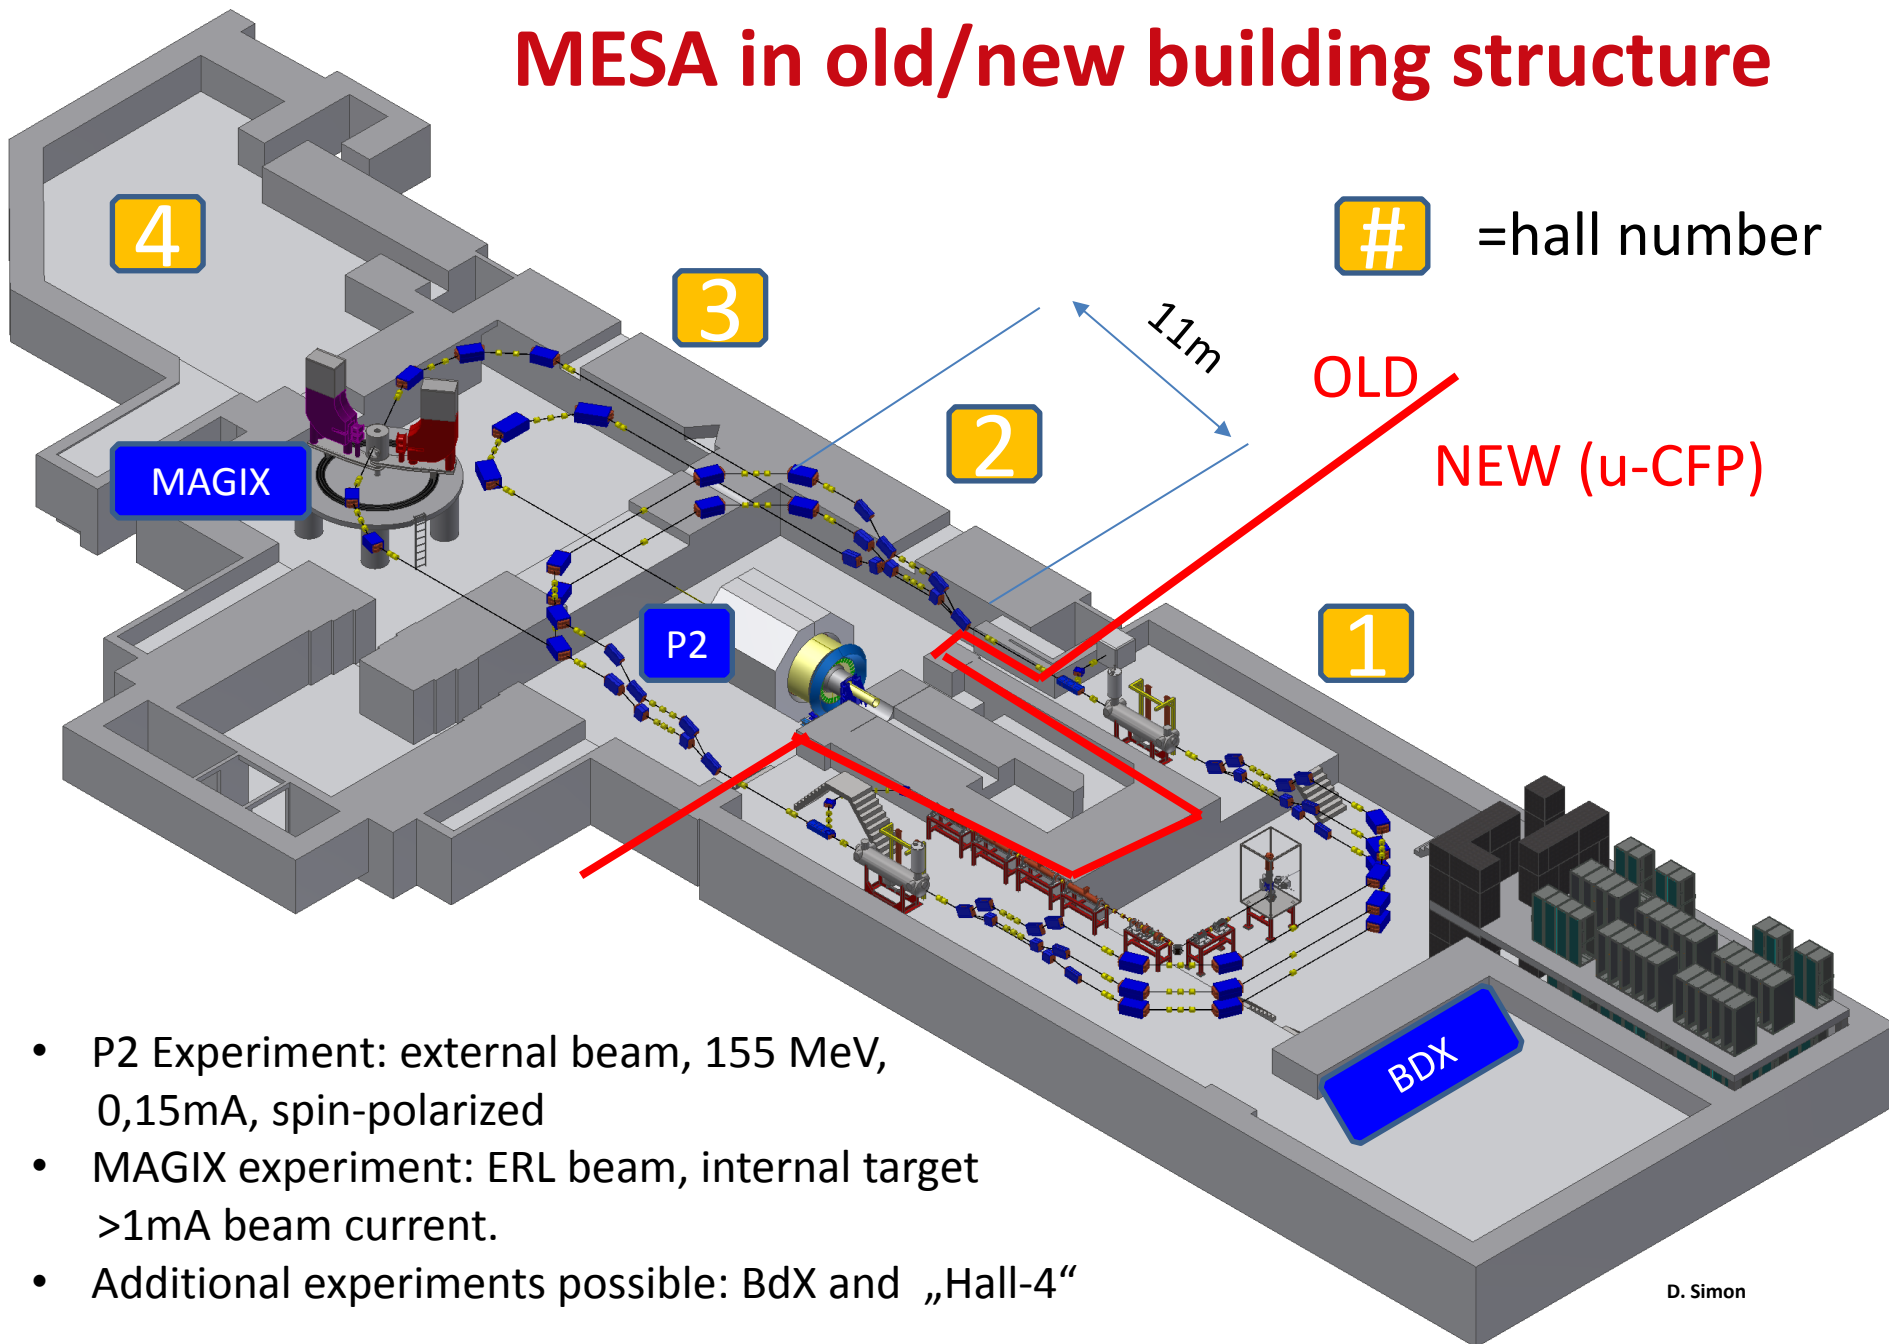 MESA in old/new building structure
4
# =hall number
3
11m
OLD
2
NEW (u-CFP)
MAGIX
P2
1
BDX
• P2 Experiment: external beam, 155 MeV,
0,15mA, spin-polarized
• MAGIX experiment: ERL beam, internal target
>1mA beam current.
• Additional experiments possible: BdX and „Hall-4“
D. Simon